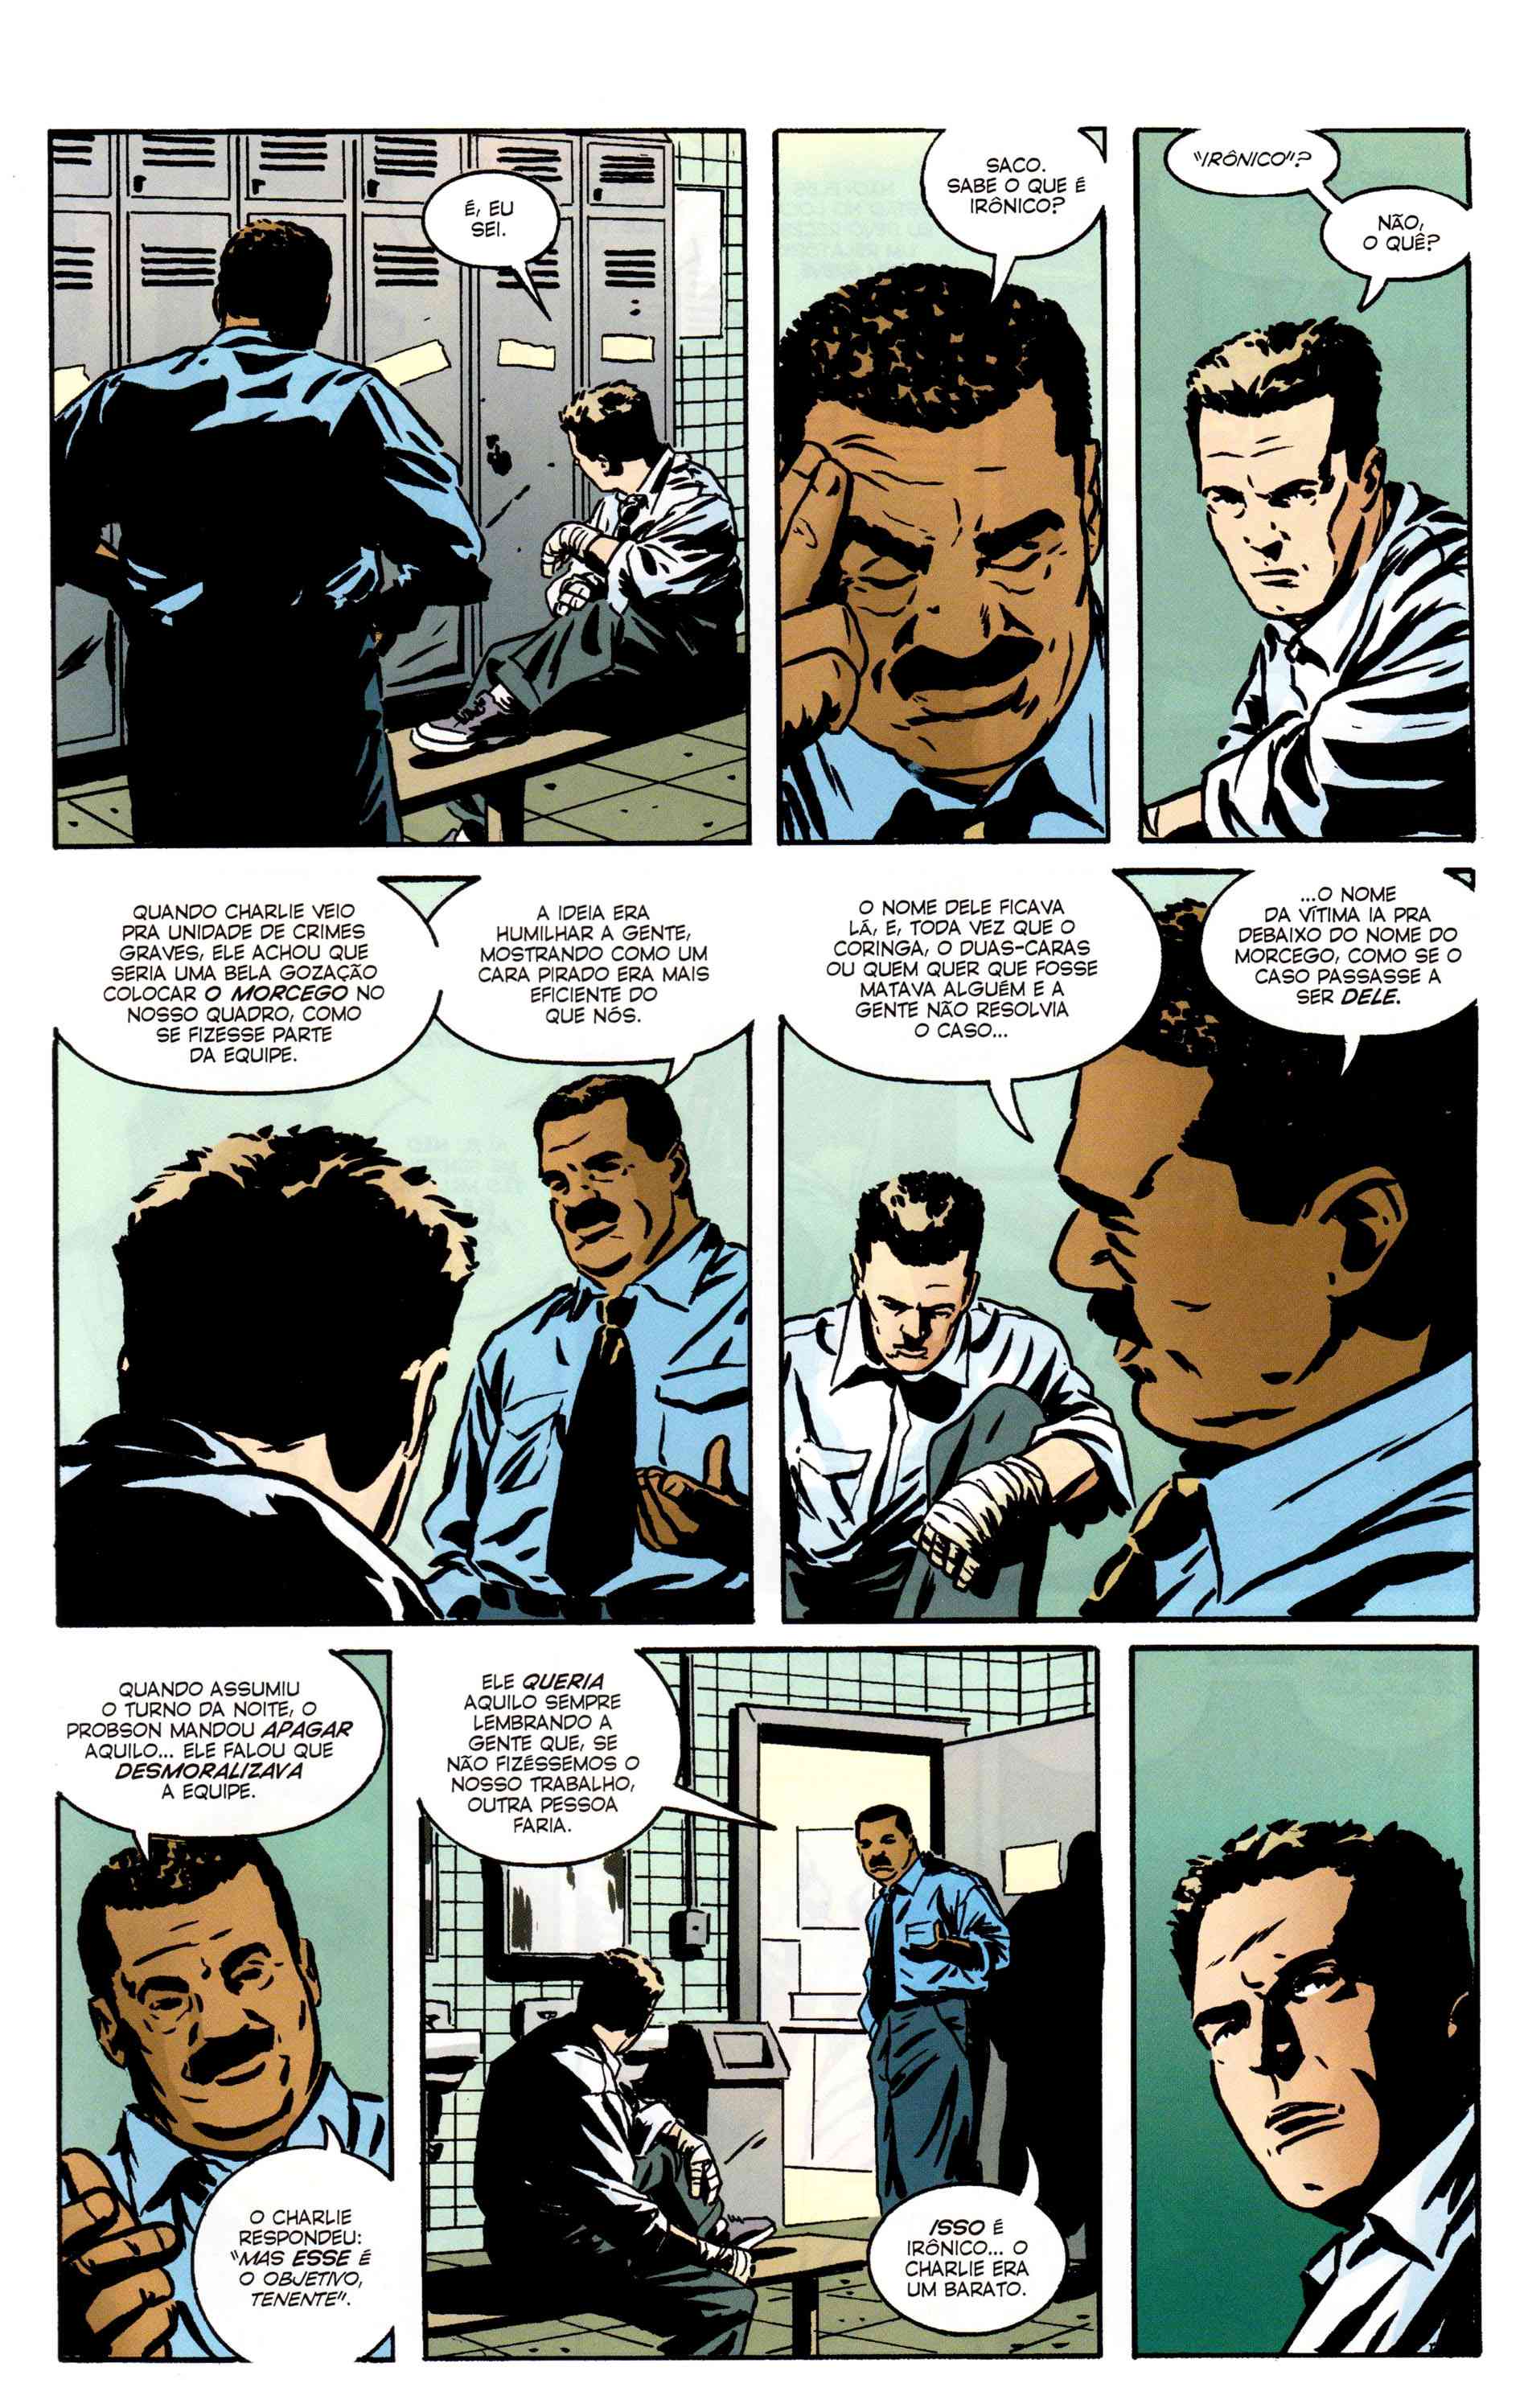 É, EU
SEI.
SACO.
SABE O QUE É
IRÔNICO?
"IRÔNICO"?
NÃO,
O QUÊ?
QUANDO CHARLIE VEIO
PRA UNIDADE DE CRIMES
GRAVES, ELE ACHOU QUE
SERIA UMA BELA GOZAÇÃO
COLOCAR O MORCEGO NO
NOSSO QUADRO, COMO
SE FIZESSE PARTE
DA EQUIPE.
A IDEIA ERA
HUMILHAR A GENTE,
MOSTRANDO COMO UM
CARA PIRADO ERA MAIS
EFICIENTE DO
QUE NÓS.
O NOME DELE FICAVA
LÁ, E, TODA VEZ QUE O
CORINGA, O DUAS-CARAS
OU QUEM QUER QUE FOSSE
MATAVA ALGUÉM E A
GENTE NÃO RESOLVIA
O CASO...
...O NOME
DA VÍTIMA IA PRA
DEBAIXO DO NOME DO
MORCEGO, COMO SE O
CASO PASSASSE A
SER DELE.
QUANDO ASSUMIU
O TURNO DA NOITE, O
PROBSON MANDOU APAGAR
AQUILO... ELE FALOU QUE
DESMORALIZAVA
A EQUIPE.
O CHARLIE
RESPONDEU:
"MAS ESSE É
O OBJETIVO,
TENENTE".
ELE QUERIA
AQUILO SEMPRE
LEMBRANDO A
GENTE QUE, SE
NÃO FIZÉSSEMOS O
NOSSO TRABALHO,
OUTRA PESSOA
FARIA.
ISSO É
IRÔNICO... O
CHARLIE ERA
UM BARATO.